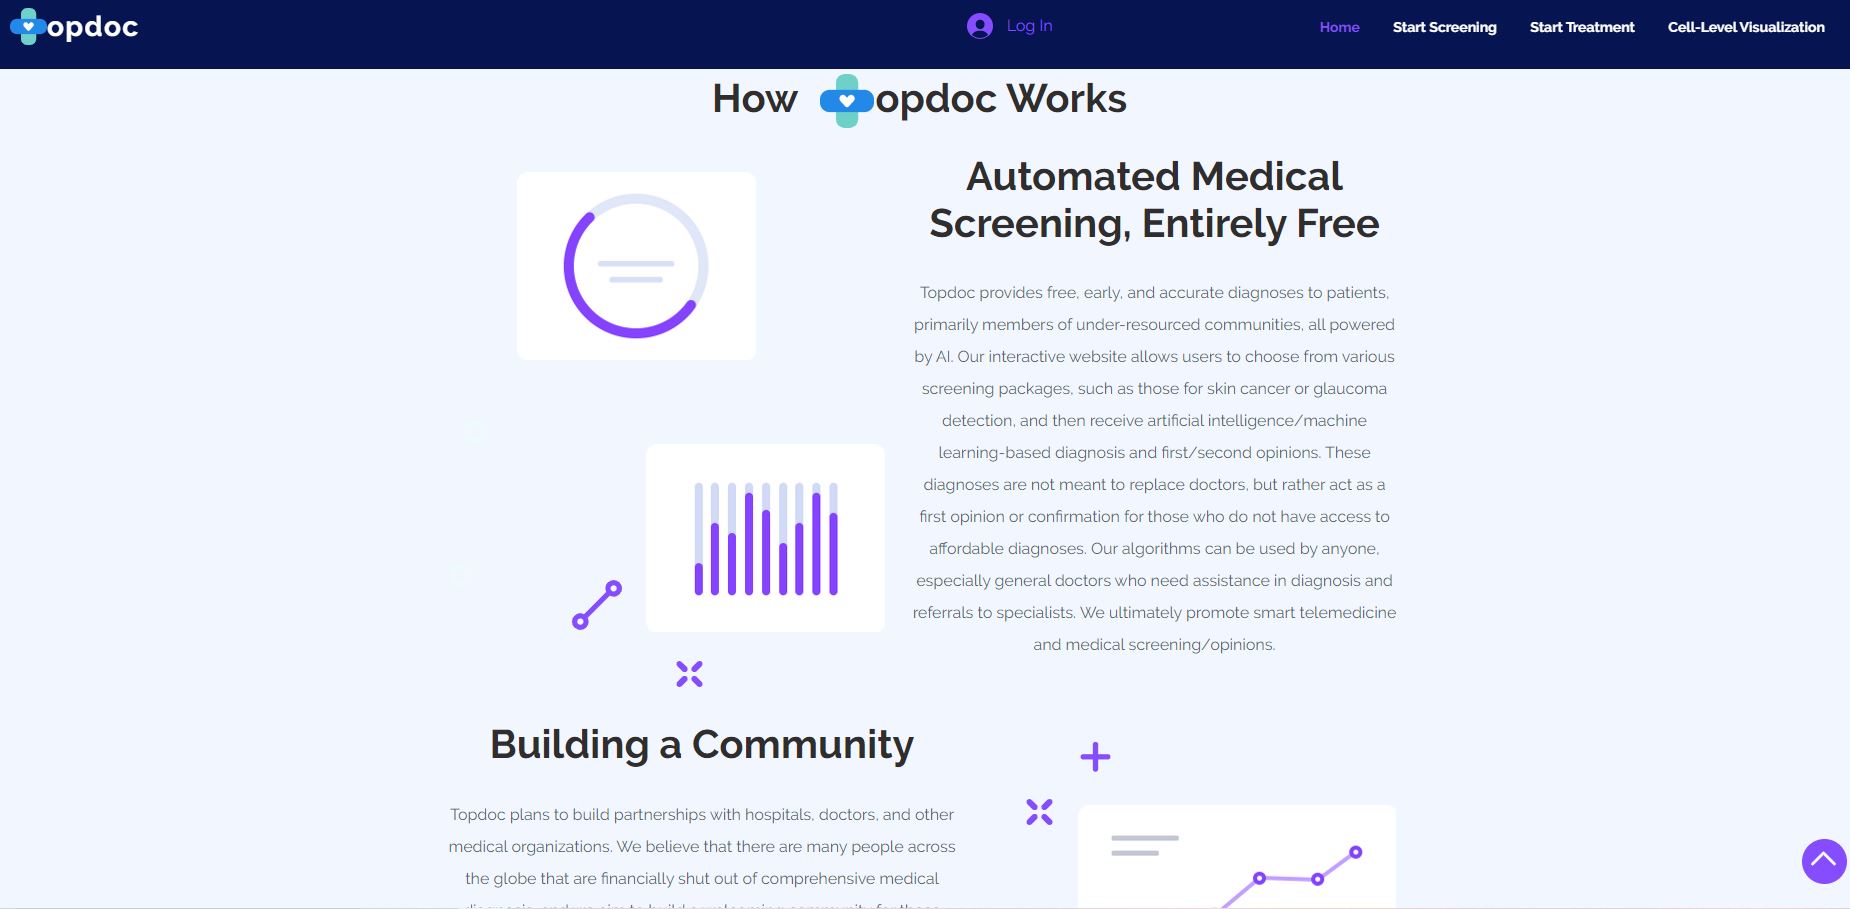 opdoc
Log In
Home
Start Screening
Start Treatment
Cell-Level Visualization
How opdoc Works
Automated Medical
Screening, Entirely Free
Topdoc provides free, early, and accurate diagnoses to patients,
primarily members of under-resourced communities, all powered
by AI. Our interactive website allows users to choose from various
screening packages, such as those for skin cancer or glaucoma
detection, and then receive artificial intelligence/machine
learning-based diagnosis and first/second opinions. These
diagnoses are not meant to replace doctors, but rather act as a
first opinion or confirmation for those who do not have access to
affordable diagnoses. Our algorithms can be used by anyone,
especially general doctors who need assistance in diagnosis and
referrals to specialists. We ultimately promote smart telemedicine
and medical screening/opinions.
Building a Community
Topdoc plans to build partnerships with hospitals, doctors, and other
medical organizations. We believe that there are many people across
the globe that are financially shut out of comprehensive medical